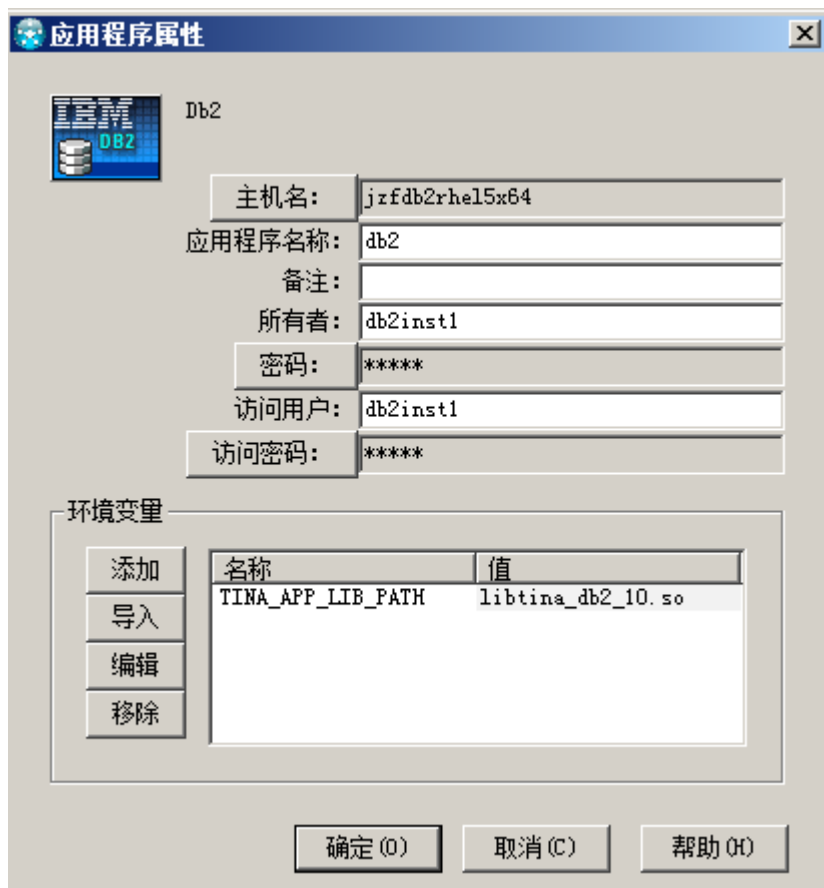 应用程序属性
IBM
DB2
Db2
主机名: jzfdb2rhel5x64
应用程序名称: db2
备注:
所有者: db2inst1
密码: *****
访问用户: db2inst1
访问密码: *****
环境变量
添加
导入
编辑
移除
名称 值
TINA_APP_LIB_PATH libtina_db2_10.so
确定(O) 取消(C) 帮助(H)